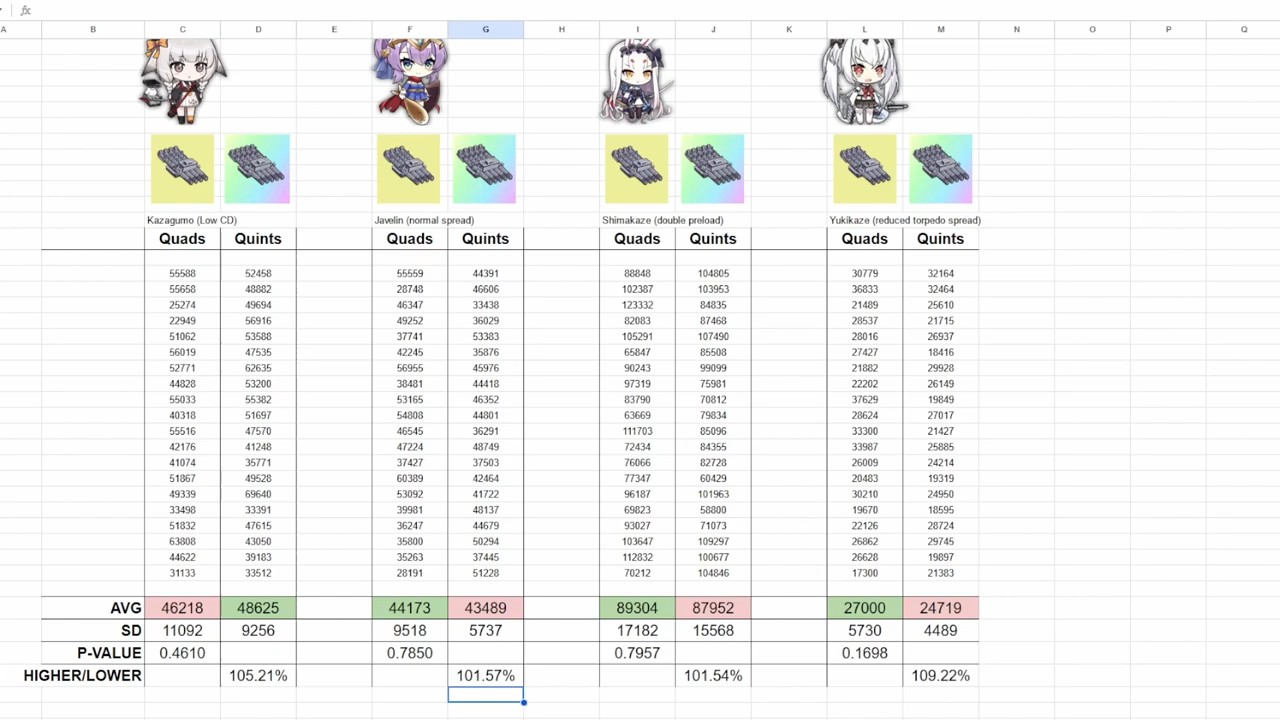 fx
A B C D E F G H I J K L M N O P Q
Kazagumo (Low CD) Javelin (normal spread) Shimakaze (double preload) Yukikaze (reduced torpedo spread)
Quads Quints Quads Quints Quads Quints Quads Quints
55588 52458 55559 44391 88848 104805 30779 32164
55658 48882 28748 46606 102387 103953 36833 32464
25274 49694 46347 33438 123332 84835 21489 25610
22949 56916 49252 36029 82083 87468 28537 21715
51062 53588 37741 53383 105291 107490 28016 26937
56019 47535 42245 35876 65847 85508 27427 18416
52771 62635 56955 45976 90243 99099 21882 29928
44828 53200 38481 44418 97319 75981 22202 26149
55033 55382 53165 46352 83790 70812 37629 19849
40318 51697 54808 44801 63669 79834 28624 27017
55516 47570 46545 36291 111703 85096 33300 21427
42176 41248 47224 48749 72434 84355 33987 25885
41074 35771 37427 37503 76066 82728 26009 24214
51867 49528 60389 42464 77347 60429 20483 19319
49339 69640 53092 41722 96187 101963 30210 24950
33498 33391 39981 48137 69823 58800 19670 18595
51832 47615 36247 44679 93027 71073 22126 28724
63808 43050 35800 50294 103647 109297 26862 29745
44622 39183 35263 37445 112832 100677 26628 19897
31133 33512 28191 51228 70212 104846 17300 21383
AVG 46218 48625 44173 43489 89304 87952 27000 24719
SD 11092 9256 9518 5737 17182 15568 5730 4489
P-VALUE 0.4610 0.7850 0.7957 0.1698
HIGHER/LOWER 105.21% 101.57% 101.54% 109.22%